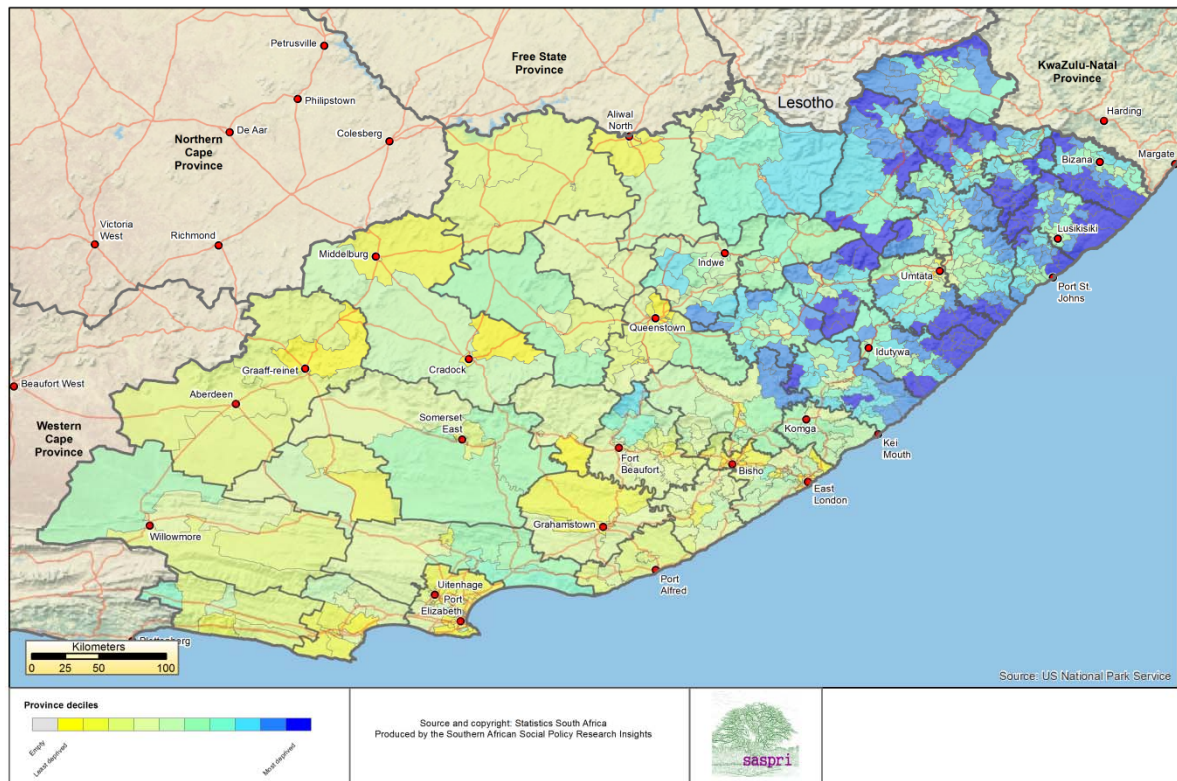 Petrusville
Free State
Province
KwaZulu-Natal
Province
Philipstown
Lesotho
Harding
De Aar
Northern
Cape
Province
Colesberg
Aliwal
North
Bizana
Margate
Victoria
West
Richmond
Middelburg
Indwe
Lusikisiki
Umtata
Port St.
Johns
Queenstown
Idutywa
Cradock
Graaff-reinet
Beaufort West
Aberdeen
Somerset
East
Komga
Western
Cape
Province
Fort
Beaufort
Bisho
Kei
Mouth
East
London
Willowmore
Grahamstown
Port
Alfred
Uitenhage
Port
Elizabeth
Kilometers
0 25 50 100
Source: US National Park Service
Province deciles
Empty
Least deprived
Most deprived
Source and copyright: Statistics South Africa
Produced by the Southern African Social Policy Research Insights
saspri